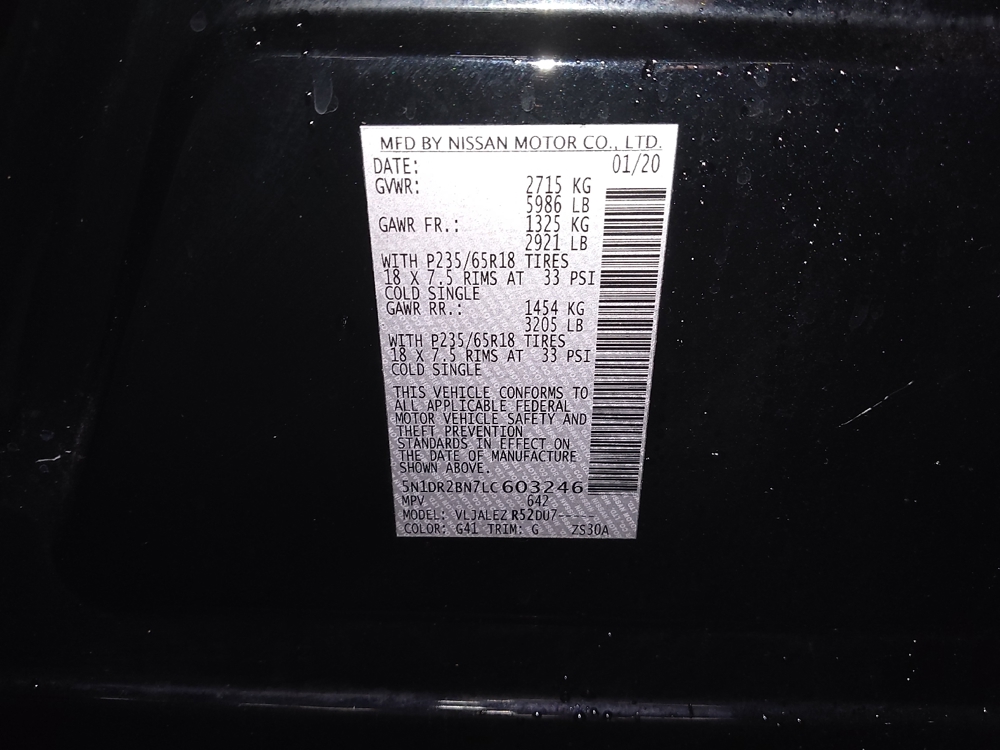 MFD BY NISSAN MOTOR CO., LTD.
DATE: 01/20
GVWR: 2715 KG
5986 LB
GAWR FR.: 1325 KG
2921 LB
WITH P235/65R18 TIRES
18 X 7.5 RIMS AT 33 PSI
COLD SINGLE
GAWR RR.: 1454 KG
3205 LB
WITH P235/65R18 TIRES
18 X 7.5 RIMS AT 33 PSI
COLD SINGLE
THIS VEHICLE CONFORMS TO
ALL APPLICABLE FEDERAL
MOTOR VEHICLE SAFETY AND
THEFT PREVENTION
STANDARDS IN EFFECT ON
THE DATE OF MANUFACTURE
SHOWN ABOVE.
5N1DR2BN7LC603246
MPV 642
MODEL: VLJALEZ R52DU7-----
COLOR: G41 TRIM: G ZS30A